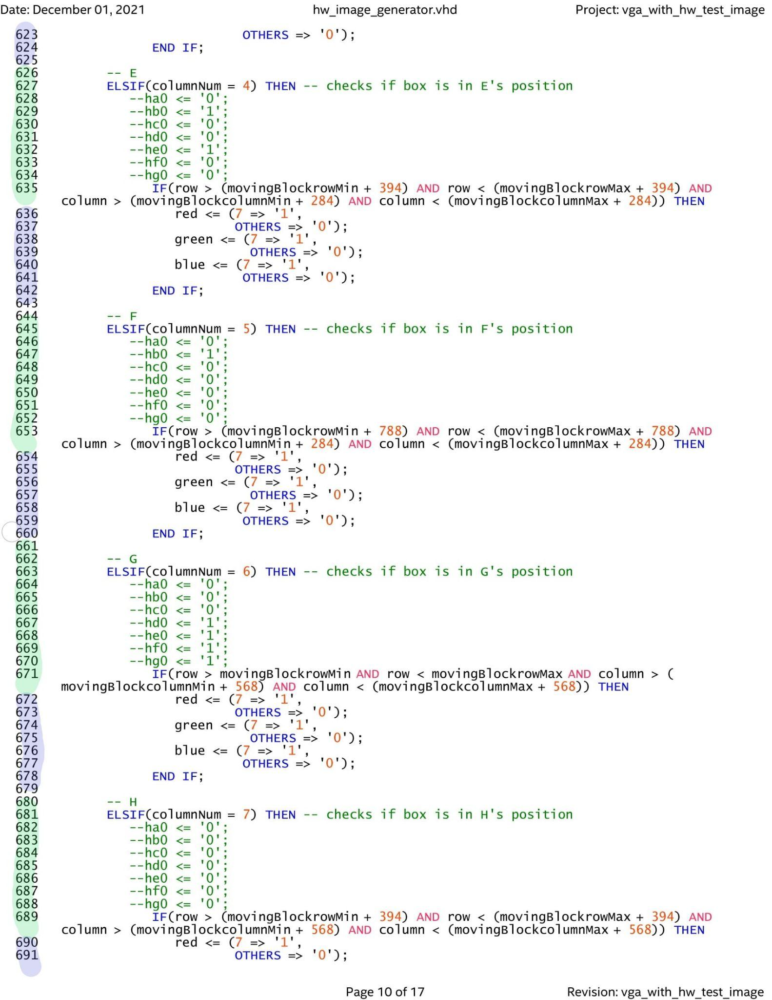 Date: December 01, 2021 hw_image_generator.vhd Project: vga_with_hw_test_image
623 OTHERS => '0');
624 END IF;
625
626 -- E
627 ELSIF(columnNum = 4) THEN -- checks if box is in E's position
628 --ha0 <= '0';
629 --hb0 <= '1';
630 --hc0 <= '0';
631 --hd0 <= '0';
632 --he0 <= '1';
633 --hf0 <= '0';
634 --hg0 <= '0';
635 IF(row > (movingBlockrowMin + 394) AND row < (movingBlockrowMax + 394) AND
column > (movingBlockcolumnMin + 284) AND column < (movingBlockcolumnMax + 284)) THEN
636 red <= (7 => '1',
637 OTHERS => '0');
638 green <= (7 => '1',
639 OTHERS => '0');
640 blue <= (7 => '1',
641 OTHERS => '0');
642 END IF;
643
644 -- F
645 ELSIF(columnNum = 5) THEN -- checks if box is in F's position
646 --ha0 <= '0';
647 --hb0 <= '1';
648 --hc0 <= '0';
649 --hd0 <= '0';
650 --he0 <= '0';
651 --hf0 <= '0';
652 --hg0 <= '0';
653 IF(row > (movingBlockrowMin + 788) AND row < (movingBlockrowMax + 788) AND
column > (movingBlockcolumnMin + 284) AND column < (movingBlockcolumnMax + 284)) THEN
654 red <= (7 => '1',
655 OTHERS => '0');
656 green <= (7 => '1',
657 OTHERS => '0');
658 blue <= (7 => '1',
659 OTHERS => '0');
660 END IF;
661
662 -- G
663 ELSIF(columnNum = 6) THEN -- checks if box is in G's position
664 --ha0 <= '0';
665 --hb0 <= '0';
666 --hc0 <= '0';
667 --hd0 <= '1';
668 --he0 <= '1';
669 --hf0 <= '1';
670 --hg0 <= '1';
671 IF(row > movingBlockrowMin AND row < movingBlockrowMax AND column > (
movingBlockcolumnMin + 568) AND column < (movingBlockcolumnMax + 568)) THEN
672 red <= (7 => '1',
673 OTHERS => '0');
674 green <= (7 => '1',
675 OTHERS => '0');
676 blue <= (7 => '1',
677 OTHERS => '0');
678 END IF;
679
680 -- H
681 ELSIF(columnNum = 7) THEN -- checks if box is in H's position
682 --ha0 <= '0';
683 --hb0 <= '0';
684 --hc0 <= '0';
685 --hd0 <= '0';
686 --he0 <= '0';
687 --hf0 <= '0';
688 --hg0 <= '0';
689 IF(row > (movingBlockrowMin + 394) AND row < (movingBlockrowMax + 394) AND
column > (movingBlockcolumnMin + 568) AND column < (movingBlockcolumnMax + 568)) THEN
690 red <= (7 => '1',
691 OTHERS => '0');
Page 10 of 17 Revision: vga_with_hw_test_image